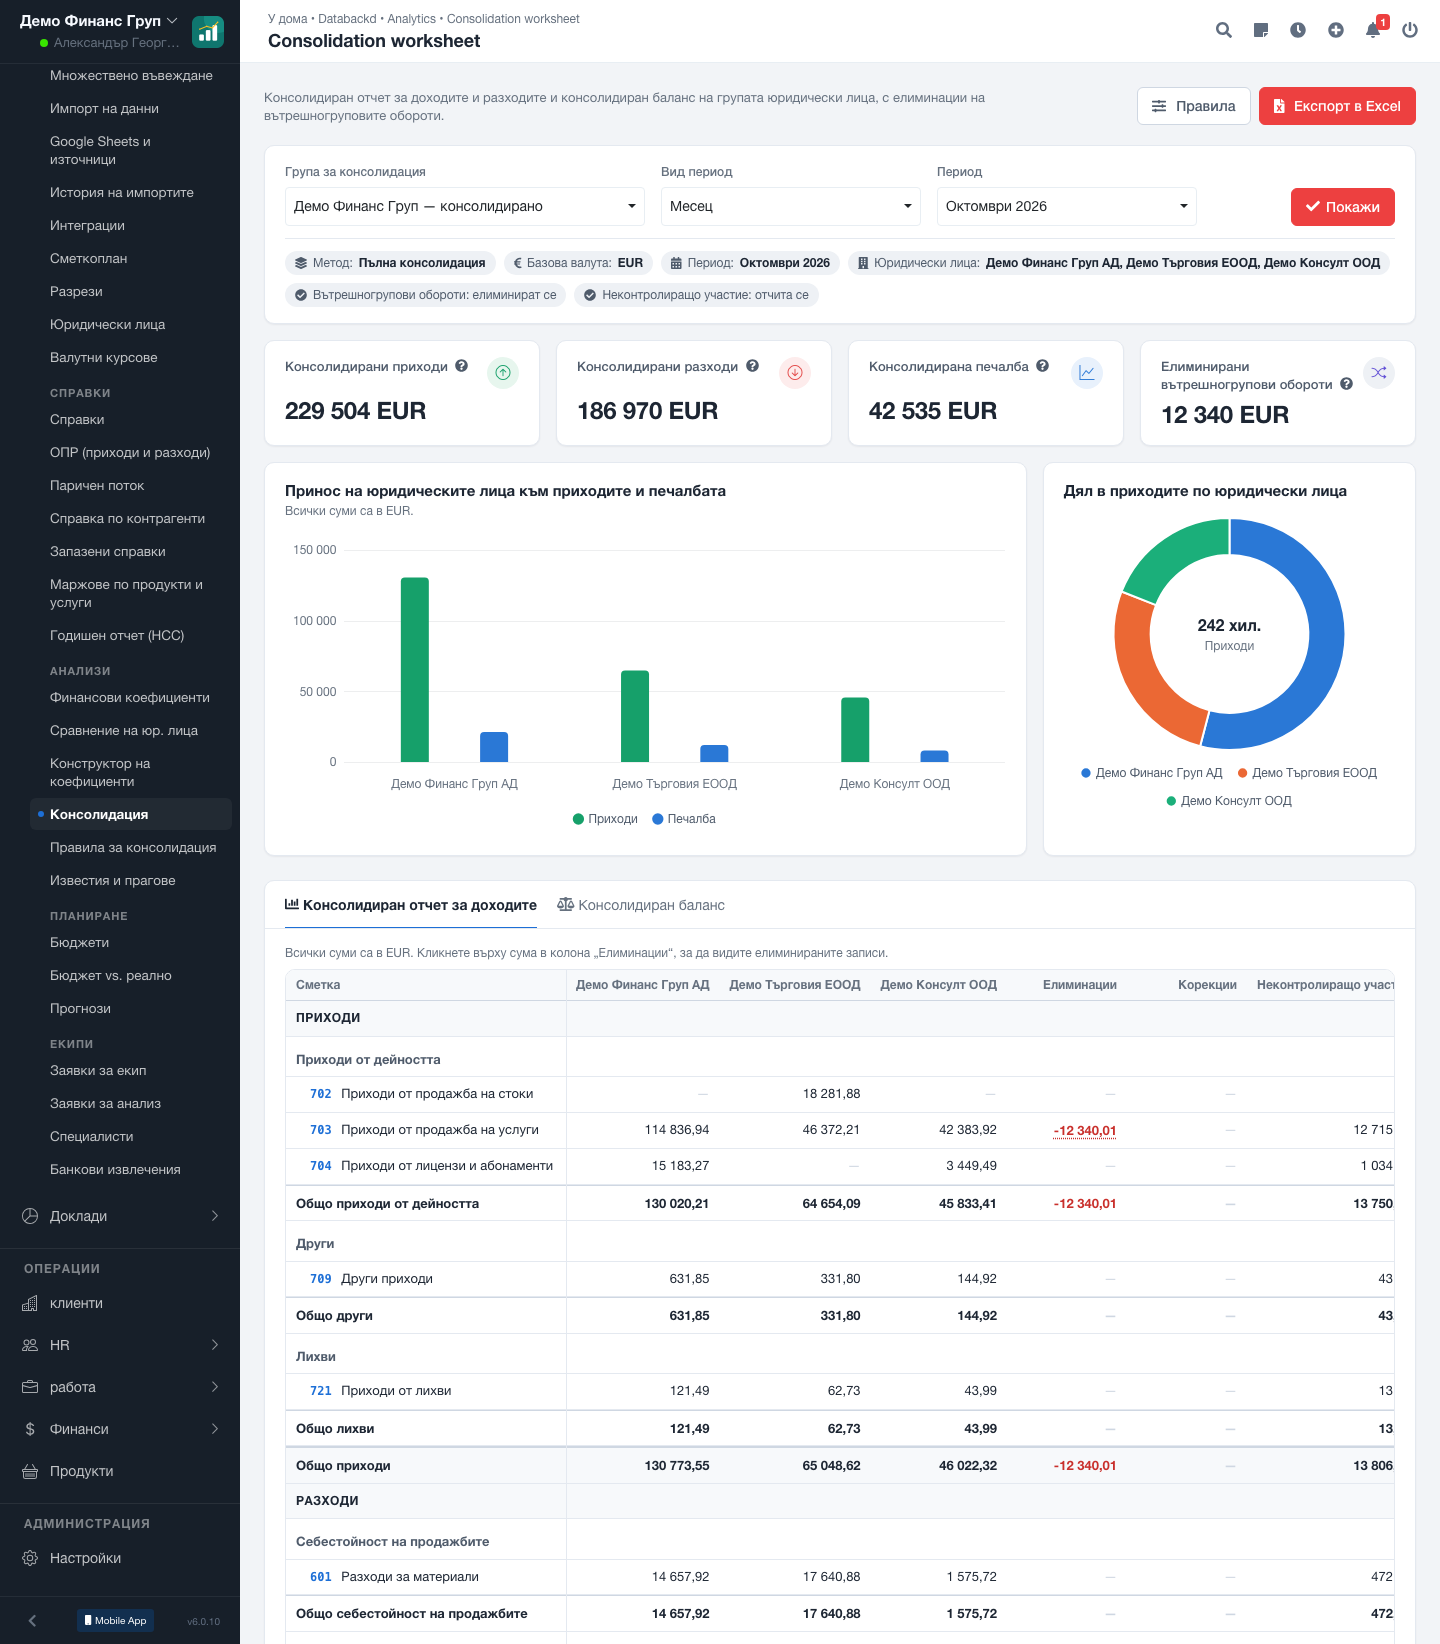 Демо Финанс Груп
Александър Георг...
Множествено въвеждане
Импорт на данни
Google Sheets и
източници
История на импортите
Интеграции
Сметкоплан
Разрези
Юридически лица
Валутни курсове
СПРАВКИ
Справки
ОПР (приходи и разходи)
Паричен поток
Справка по контрагенти
Запазени справки
Маржове по продукти и
услуги
Годишен отчет (НСС)
АНАЛИЗИ
Финансови коефициенти
Сравнение на юр. лица
Конструктор на
коефициенти
Консолидация
Правила за консолидация
Известия и прагове
ПЛАНИРАНЕ
Бюджети
Бюджет vs. реално
Прогнози
ЕКИПИ
Заявки за екип
Заявки за анализ
Специалисти
Банкови извлечения
Доклади
ОПЕРАЦИИ
клиенти
HR
работа
Финанси
Продукти
АДМИНИСТРАЦИЯ
Настройки
Mobile App
v6.0.10
У дома • Databackd • Analytics • Consolidation worksheet
Consolidation worksheet
1
Консолидиран отчет за доходите и разходите и консолидиран баланс на групата юридически лица, с елиминации на
вътрешногруповите обороти.
Правила
Експорт в Excel
Група за консолидация
Вид период
Период
Демо Финанс Груп — консолидирано
Месец
Октомври 2026
Покажи
Метод: Пълна консолидация
€ Базова валута: EUR
Период: Октомври 2026
Юридически лица: Демо Финанс Груп АД, Демо Търговия ЕООД, Демо Консулт ООД
Вътрешногрупови обороти: елиминират се
Неконтролиращо участие: отчита се
Консолидирани приходи
229 504 EUR
Консолидирани разходи
186 970 EUR
Консолидирана печалба
42 535 EUR
Елиминирани
вътрешногрупови обороти
12 340 EUR
Принос на юридическите лица към приходите и печалбата
Всички суми са в EUR.
150 000
100 000
50 000
0
Демо Финанс Груп АД
Демо Търговия ЕООД
Демо Консулт ООД
Приходи
Печалба
Дял в приходите по юридически лица
242 хил.
Приходи
Демо Финанс Груп АД
Демо Търговия ЕООД
Демо Консулт ООД
Консолидиран отчет за доходите
Консолидиран баланс
Всички суми са в EUR. Кликнете върху сума в колона „Елиминации“, за да видите елиминираните записи.
Сметка Демо Финанс Груп АД Демо Търговия ЕООД Демо Консулт ООД Елиминации Корекции Неконтролиращо участ
ПРИХОДИ
Приходи от дейността
702 Приходи от продажба на стоки — 18 281,88 — — —
703 Приходи от продажба на услуги 114 836,94 46 372,21 42 383,92 -12 340,01 — 12 715
704 Приходи от лицензи и абонаменти 15 183,27 — 3 449,49 — — 1 034
Общо приходи от дейността 130 020,21 64 654,09 45 833,41 -12 340,01 — 13 750
Други
709 Други приходи 631,85 331,80 144,92 — — 43
Общо други 631,85 331,80 144,92 — — 43
Лихви
721 Приходи от лихви 121,49 62,73 43,99 — — 13
Общо лихви 121,49 62,73 43,99 — — 13
Общо приходи 130 773,55 65 048,62 46 022,32 -12 340,01 — 13 806
РАЗХОДИ
Себестойност на продажбите
601 Разходи за материали 14 657,92 17 640,88 1 575,72 — — 472
Общо себестойност на продажбите 14 657,92 17 640,88 1 575,72 — — 472